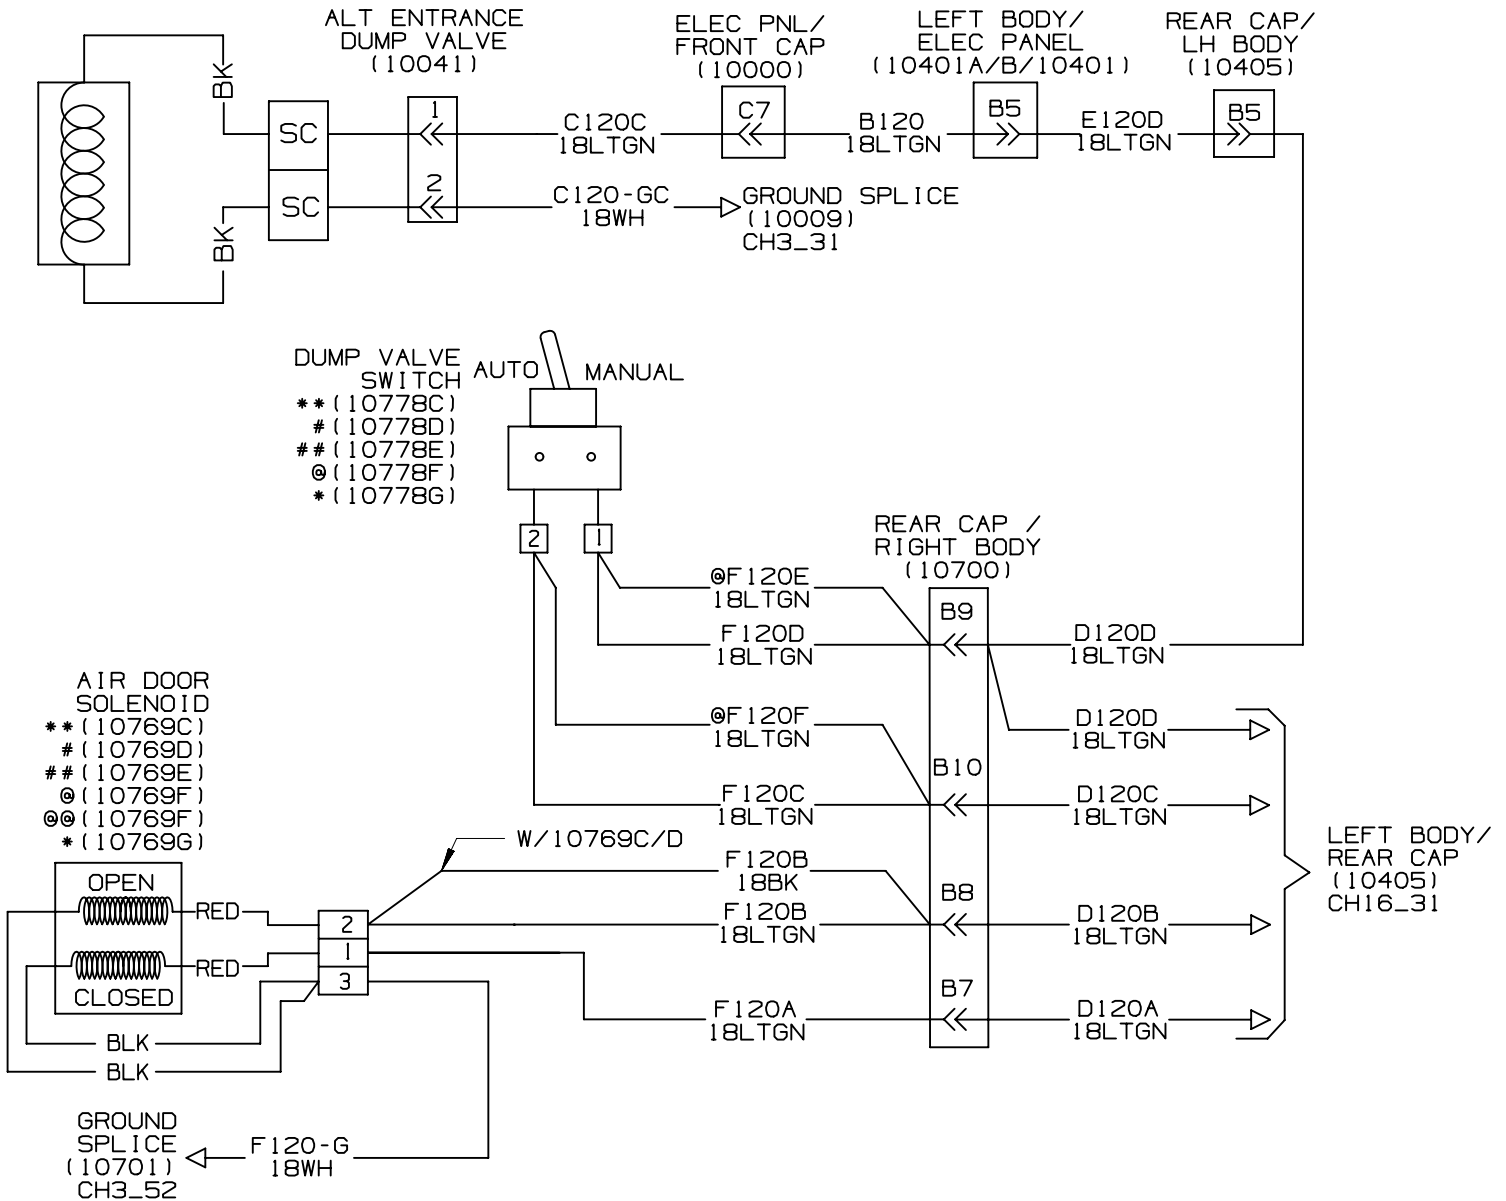 ALT ENTRANCE
DUMP VALVE
(10041)
ELEC PNL/
FRONT CAP
(10000)
LEFT BODY/
ELEC PANEL
(10401A/B/10401)
REAR CAP/
LH BODY
(10405)
BK
SC
1
C120C
18LTGN
C7
B120
18LTGN
B5
E120D
18LTGN
B5
SC
2
C120-GC
18WH
GROUND SPLICE
(10009)
CH3_31
BK
DUMP VALVE
SWITCH
**(10778C)
#(10778D)
##(10778E)
@(10778F)
*(10778G)
AUTO
MANUAL
2
1
REAR CAP /
RIGHT BODY
(10700)
@F120E
18LTGN
B9
F120D
18LTGN
D120D
18LTGN
@F120F
18LTGN
D120D
18LTGN
B10
F120C
18LTGN
D120C
18LTGN
AIR DOOR
SOLENOID
**(10769C)
#(10769D)
##(10769E)
@(10769F)
@@(10769F)
*(10769G)
W/10769C/D
F120B
18BK
B8
F120B
18LTGN
D120B
18LTGN
LEFT BODY/
REAR CAP
(10405)
CH16_31
OPEN
RED
2
1
RED
3
CLOSED
B7
F120A
18LTGN
D120A
18LTGN
BLK
BLK
GROUND
SPLICE
(10701)
CH3_52
F120-G
18WH